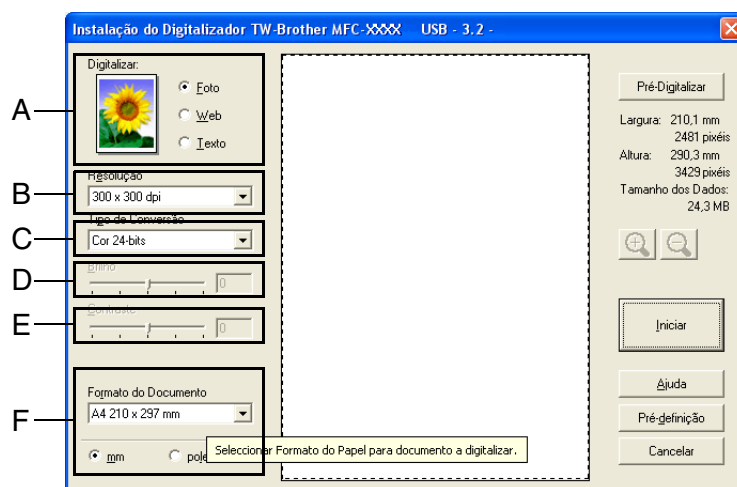 Instalação do Digitalizador TW-Brother MFC-XXXX USB - 3.2 -
A
Digitalizar:
Foto
Web
Texto
B
Resolução
300 x 300 dpi
C
Tipo de Conversão
Cor 24-bits
D
Brilho
0
E
Contraste
0
F
Formato do Documento
A4 210 x 297 mm
mm
Seleccionar Formato do Papel para documento a digitalizar.
Pré-Digitalizar
Largura: 210,1 mm
2481 pixéis
Altura: 290,3 mm
3429 pixéis
Tamanho dos Dados:
24,3 MB
Iniciar
Ajuda
Pré-definição
Cancelar